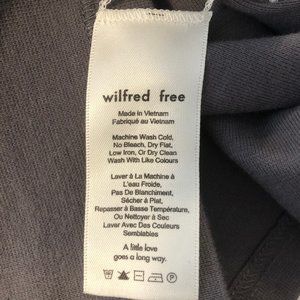 wilfred free
Made in Vietnam
Fabriqué au Vietnam
Machine Wash Cold,
No Bleach, Dry Flat,
Low Iron, Or Dry Clean
Wash With Like Colours
Laver à La Machine à
L'eau Froide,
Pas De Blanchiment,
Sécher à Plat,
Repasser à Basse Température,
Ou Nettoyer à Sec
Laver Avec Des Couleurs
Semblables
A little love
goes a long way.